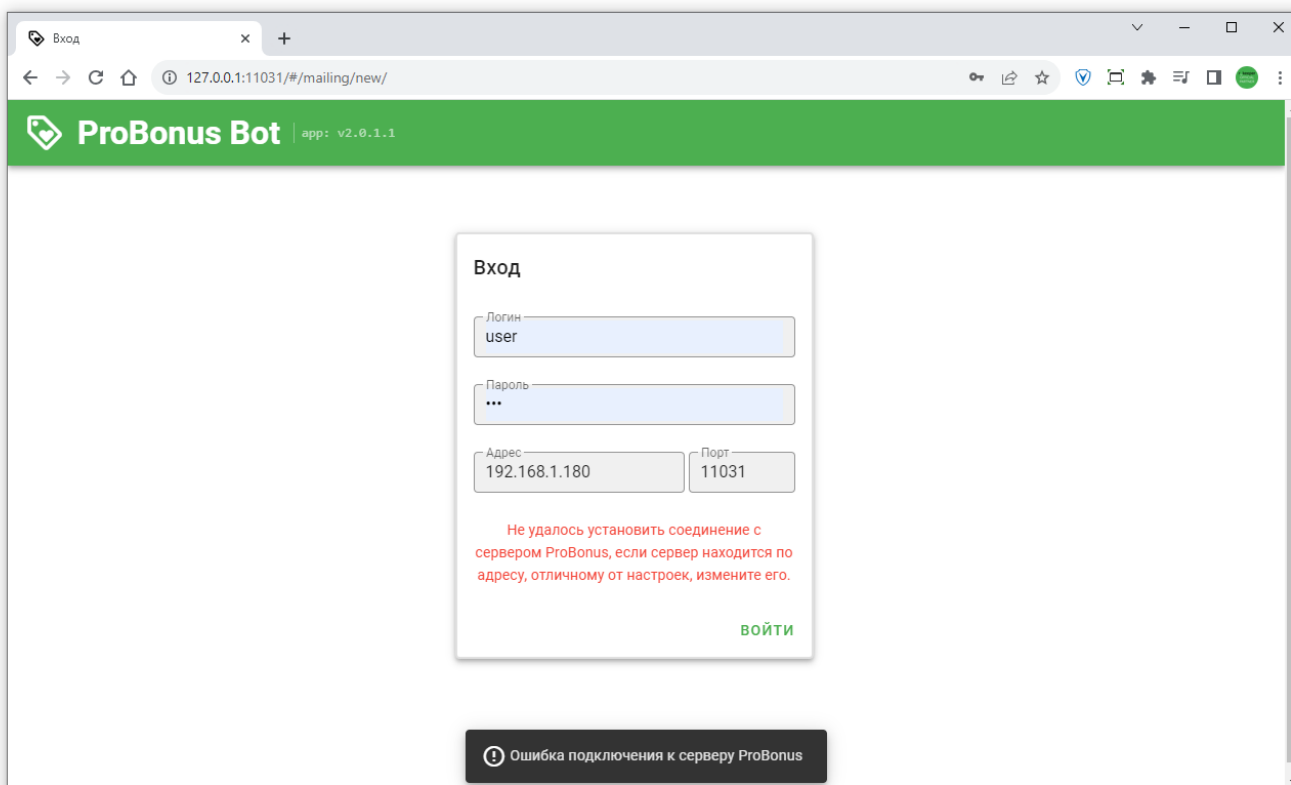 Вход
127.0.0.1:11031/#/mailing/new/
ProBonus Bot app: v2.0.1.1
Вход
Логин
user
Пароль
•••
Адрес Порт
192.168.1.180 11031
Не удалось установить соединение с
сервером ProBonus, если сервер находится по
адресу, отличному от настроек, измените его.
ВОЙТИ
Ошибка подключения к серверу ProBonus